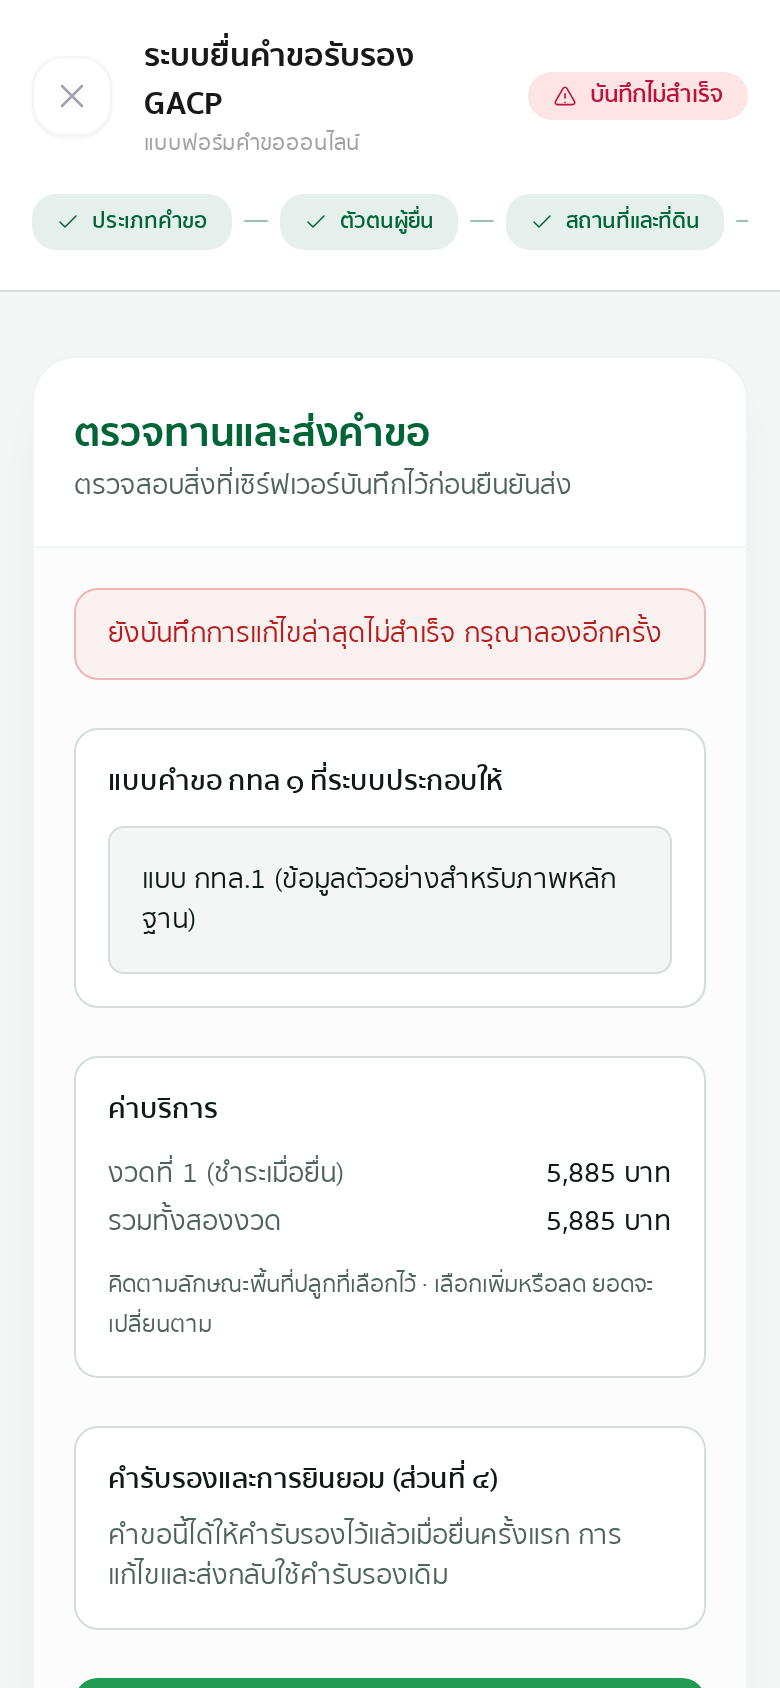 ระบบยื่นคำขอรับรอง
GACP
แบบฟอร์มคำขอออนไลน์
บันทึกไม่สำเร็จ
ประเภทคำขอ
ตัวตนผู้ยื่น
สถานที่และที่ดิน
ตรวจทานและส่งคำขอ
ตรวจสอบสิ่งที่เซิร์ฟเวอร์บันทึกไว้ก่อนยืนยันส่ง
ยังบันทึกการแก้ไขล่าสุดไม่สำเร็จ กรุณาลองอีกครั้ง
แบบคำขอ กทล ๑ ที่ระบบประกอบให้
แบบ กทล.1 (ข้อมูลตัวอย่างสำหรับภาพหลัก
ฐาน)
ค่าบริการ
งวดที่ 1 (ชำระเมื่อยื่น) 5,885 บาท
รวมทั้งสองงวด 5,885 บาท
คิดตามลักษณะพื้นที่ปลูกที่เลือกไว้ · เลือกเพิ่มหรือลด ยอดจะ
เปลี่ยนตาม
คำรับรองและการยินยอม (ส่วนที่ ๔)
คำขอนี้ได้ให้คำรับรองไว้แล้วเมื่อยื่นครั้งแรก การ
แก้ไขและส่งกลับใช้คำรับรองเดิม